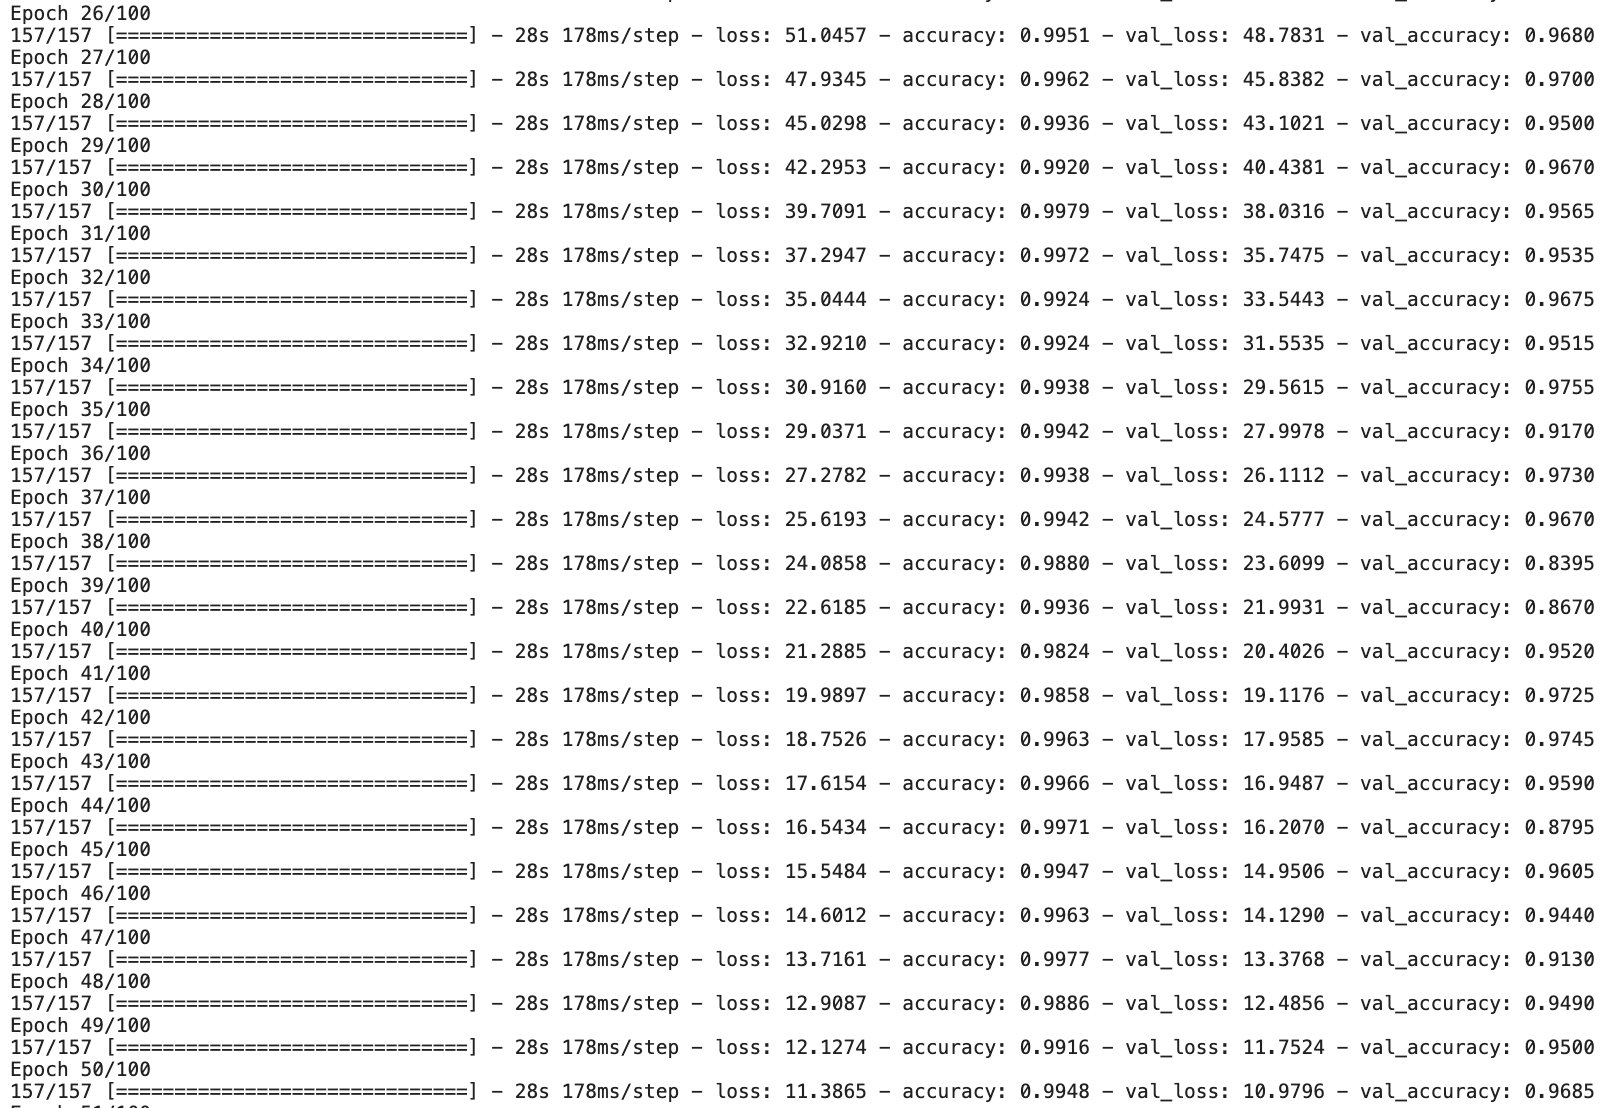 Epoch 26/100
157/157 [==============================] - 28s 178ms/step - loss: 51.0457 - accuracy: 0.9951 - val_loss: 48.7831 - val_accuracy: 0.9680
Epoch 27/100
157/157 [==============================] - 28s 178ms/step - loss: 47.9345 - accuracy: 0.9962 - val_loss: 45.8382 - val_accuracy: 0.9700
Epoch 28/100
157/157 [==============================] - 28s 178ms/step - loss: 45.0298 - accuracy: 0.9936 - val_loss: 43.1021 - val_accuracy: 0.9500
Epoch 29/100
157/157 [==============================] - 28s 178ms/step - loss: 42.2953 - accuracy: 0.9920 - val_loss: 40.4381 - val_accuracy: 0.9670
Epoch 30/100
157/157 [==============================] - 28s 178ms/step - loss: 39.7091 - accuracy: 0.9979 - val_loss: 38.0316 - val_accuracy: 0.9565
Epoch 31/100
157/157 [==============================] - 28s 178ms/step - loss: 37.2947 - accuracy: 0.9972 - val_loss: 35.7475 - val_accuracy: 0.9535
Epoch 32/100
157/157 [==============================] - 28s 178ms/step - loss: 35.0444 - accuracy: 0.9924 - val_loss: 33.5443 - val_accuracy: 0.9675
Epoch 33/100
157/157 [==============================] - 28s 178ms/step - loss: 32.9210 - accuracy: 0.9924 - val_loss: 31.5535 - val_accuracy: 0.9515
Epoch 34/100
157/157 [==============================] - 28s 178ms/step - loss: 30.9160 - accuracy: 0.9938 - val_loss: 29.5615 - val_accuracy: 0.9755
Epoch 35/100
157/157 [==============================] - 28s 178ms/step - loss: 29.0371 - accuracy: 0.9942 - val_loss: 27.9978 - val_accuracy: 0.9170
Epoch 36/100
157/157 [==============================] - 28s 178ms/step - loss: 27.2782 - accuracy: 0.9938 - val_loss: 26.1112 - val_accuracy: 0.9730
Epoch 37/100
157/157 [==============================] - 28s 178ms/step - loss: 25.6193 - accuracy: 0.9942 - val_loss: 24.5777 - val_accuracy: 0.9670
Epoch 38/100
157/157 [==============================] - 28s 178ms/step - loss: 24.0858 - accuracy: 0.9880 - val_loss: 23.6099 - val_accuracy: 0.8395
Epoch 39/100
157/157 [==============================] - 28s 178ms/step - loss: 22.6185 - accuracy: 0.9936 - val_loss: 21.9931 - val_accuracy: 0.8670
Epoch 40/100
157/157 [==============================] - 28s 178ms/step - loss: 21.2885 - accuracy: 0.9824 - val_loss: 20.4026 - val_accuracy: 0.9520
Epoch 41/100
157/157 [==============================] - 28s 178ms/step - loss: 19.9897 - accuracy: 0.9858 - val_loss: 19.1176 - val_accuracy: 0.9725
Epoch 42/100
157/157 [==============================] - 28s 178ms/step - loss: 18.7526 - accuracy: 0.9963 - val_loss: 17.9585 - val_accuracy: 0.9745
Epoch 43/100
157/157 [==============================] - 28s 178ms/step - loss: 17.6154 - accuracy: 0.9966 - val_loss: 16.9487 - val_accuracy: 0.9590
Epoch 44/100
157/157 [==============================] - 28s 178ms/step - loss: 16.5434 - accuracy: 0.9971 - val_loss: 16.2070 - val_accuracy: 0.8795
Epoch 45/100
157/157 [==============================] - 28s 178ms/step - loss: 15.5484 - accuracy: 0.9947 - val_loss: 14.9506 - val_accuracy: 0.9605
Epoch 46/100
157/157 [==============================] - 28s 178ms/step - loss: 14.6012 - accuracy: 0.9963 - val_loss: 14.1290 - val_accuracy: 0.9440
Epoch 47/100
157/157 [==============================] - 28s 178ms/step - loss: 13.7161 - accuracy: 0.9977 - val_loss: 13.3768 - val_accuracy: 0.9130
Epoch 48/100
157/157 [==============================] - 28s 178ms/step - loss: 12.9087 - accuracy: 0.9886 - val_loss: 12.4856 - val_accuracy: 0.9490
Epoch 49/100
157/157 [==============================] - 28s 178ms/step - loss: 12.1274 - accuracy: 0.9916 - val_loss: 11.7524 - val_accuracy: 0.9500
Epoch 50/100
157/157 [==============================] - 28s 178ms/step - loss: 11.3865 - accuracy: 0.9948 - val_loss: 10.9796 - val_accuracy: 0.9685